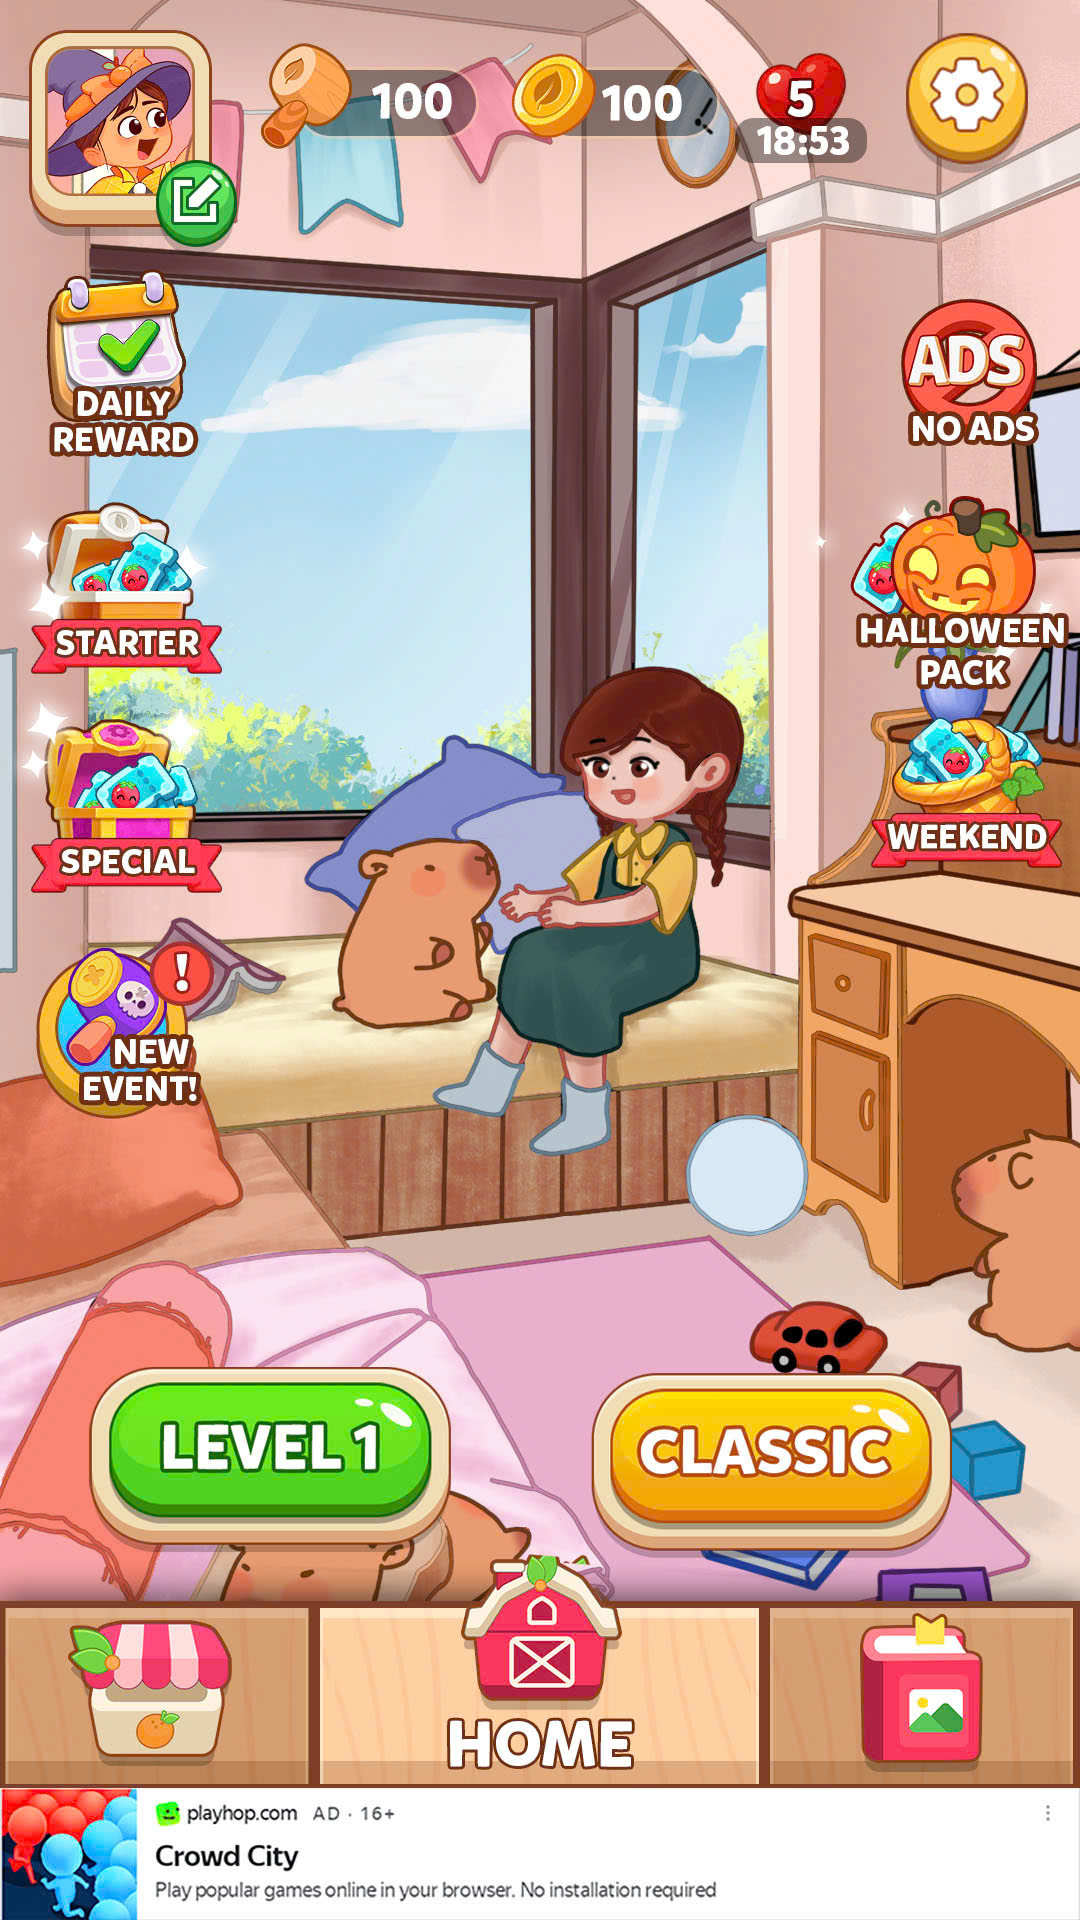 100
100
5
18:53
DAILY
REWARD
ADS
NO ADS
STARTER
HALLOWEEN
PACK
SPECIAL
WEEKEND
!
NEW
EVENT!
LEVEL 1
CLASSIC
HOME
playhop.com AD · 16+
Crowd City
Play popular games online in your browser. No installation required